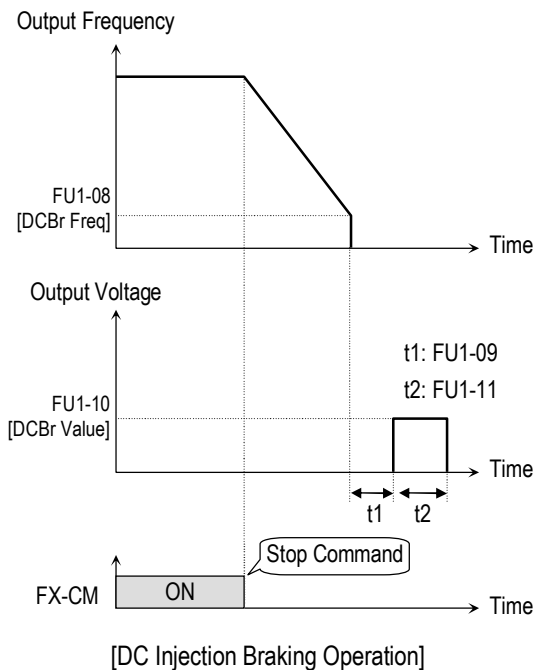 Output Frequency
FU1-08
[DCBr Freq]
Time
Output Voltage
t1: FU1-09
t2: FU1-11
FU1-10
[DCBr Value]
Time
t1
t2
Stop Command
FX-CM
ON
Time
[DC Injection Braking Operation]